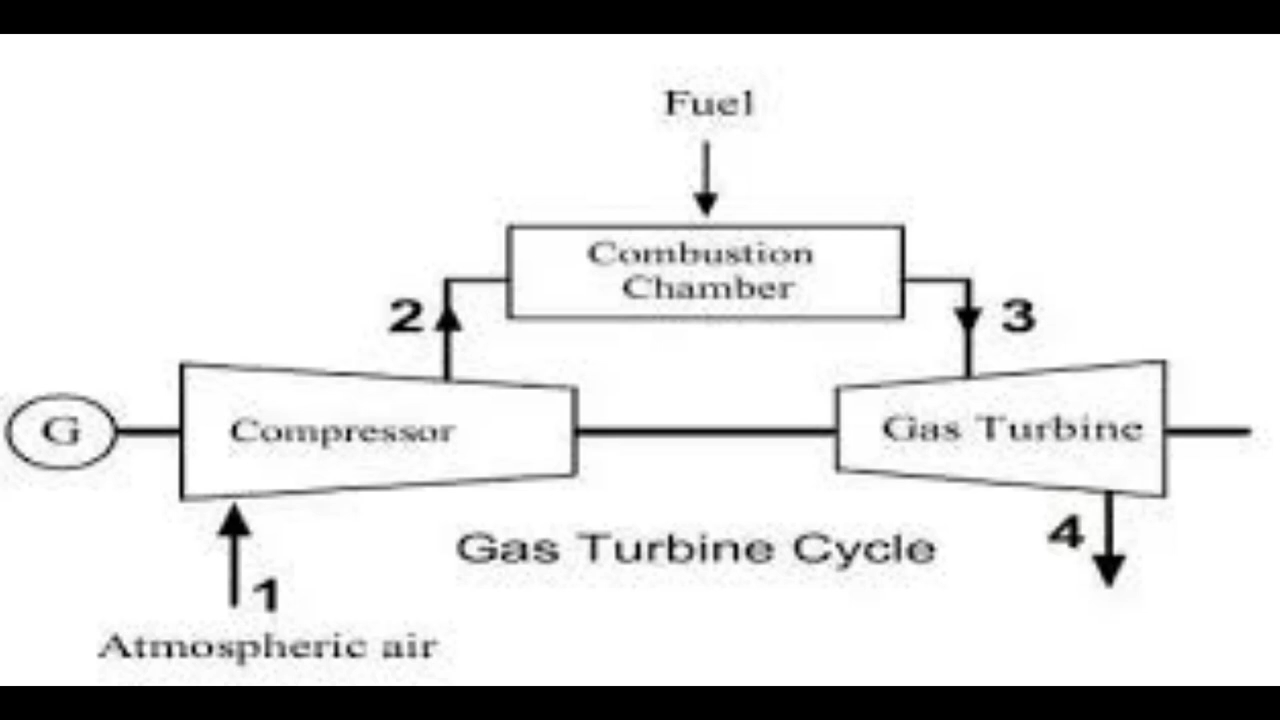 Fuel
Combustion
Chamber
2
3
G
Compressor
Gas Turbine
Gas Turbine Cycle
4
1
Atmospheric air